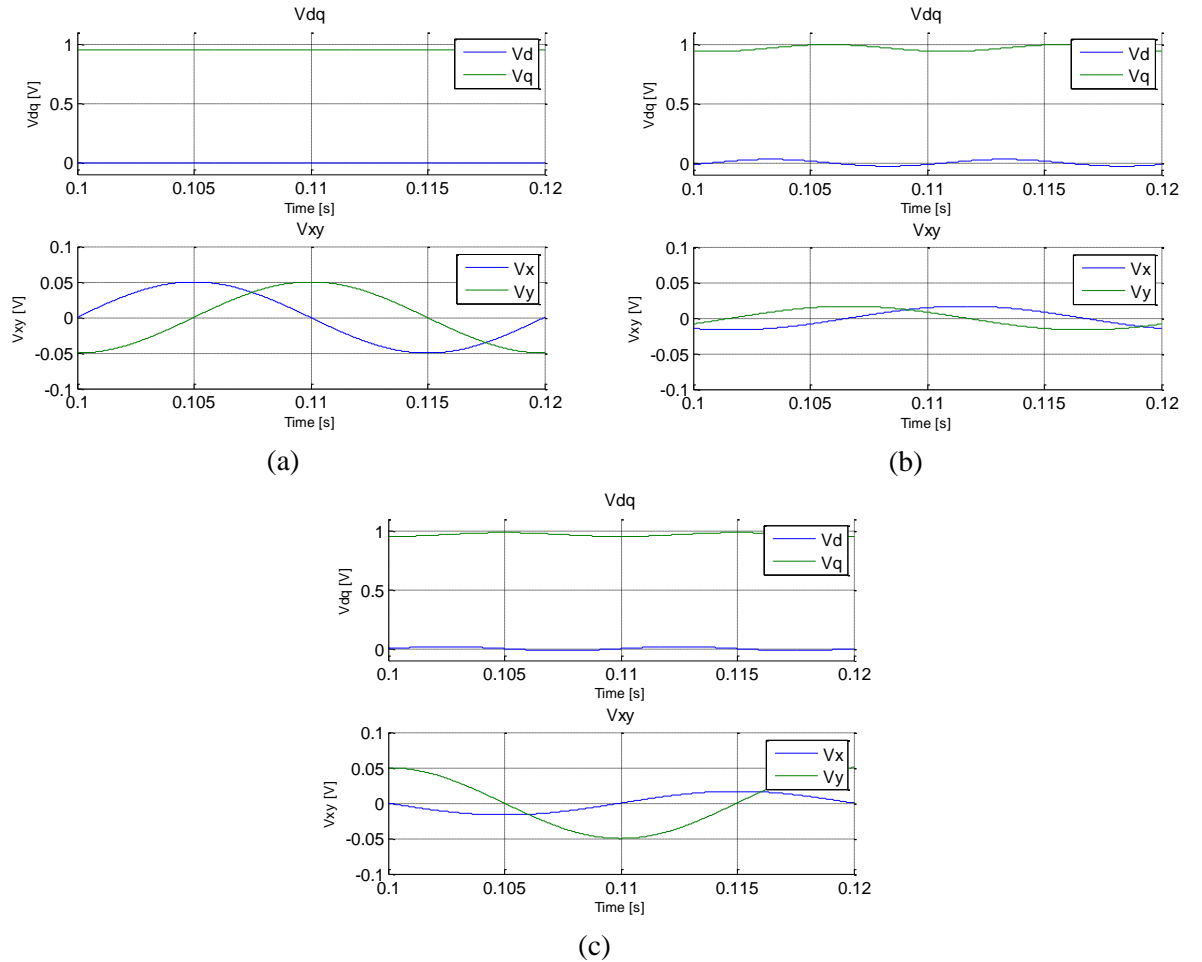 Vdq
Vdq [V]
1
0.5
0
Vd
Vq
0.1 0.105 0.11 0.115 0.12
Time [s]
Vxy
Vxy [V]
0.1
0.05
0
-0.05
-0.1
Vx
Vy
0.1 0.105 0.11 0.115 0.12
Time [s]
(a)
Vdq
Vdq [V]
1
0.5
0
Vd
Vq
0.1 0.105 0.11 0.115 0.12
Time [s]
Vxy
Vxy [V]
0.1
0.05
0
-0.05
-0.1
Vx
Vy
0.1 0.105 0.11 0.115 0.12
Time [s]
(b)
Vdq
Vdq [V]
1
0.5
0
Vd
Vq
0.1 0.105 0.11 0.115 0.12
Time [s]
Vxy
Vxy [V]
0.1
0.05
0
-0.05
-0.1
Vx
Vy
0.1 0.105 0.11 0.115 0.12
Time [s]
(c)